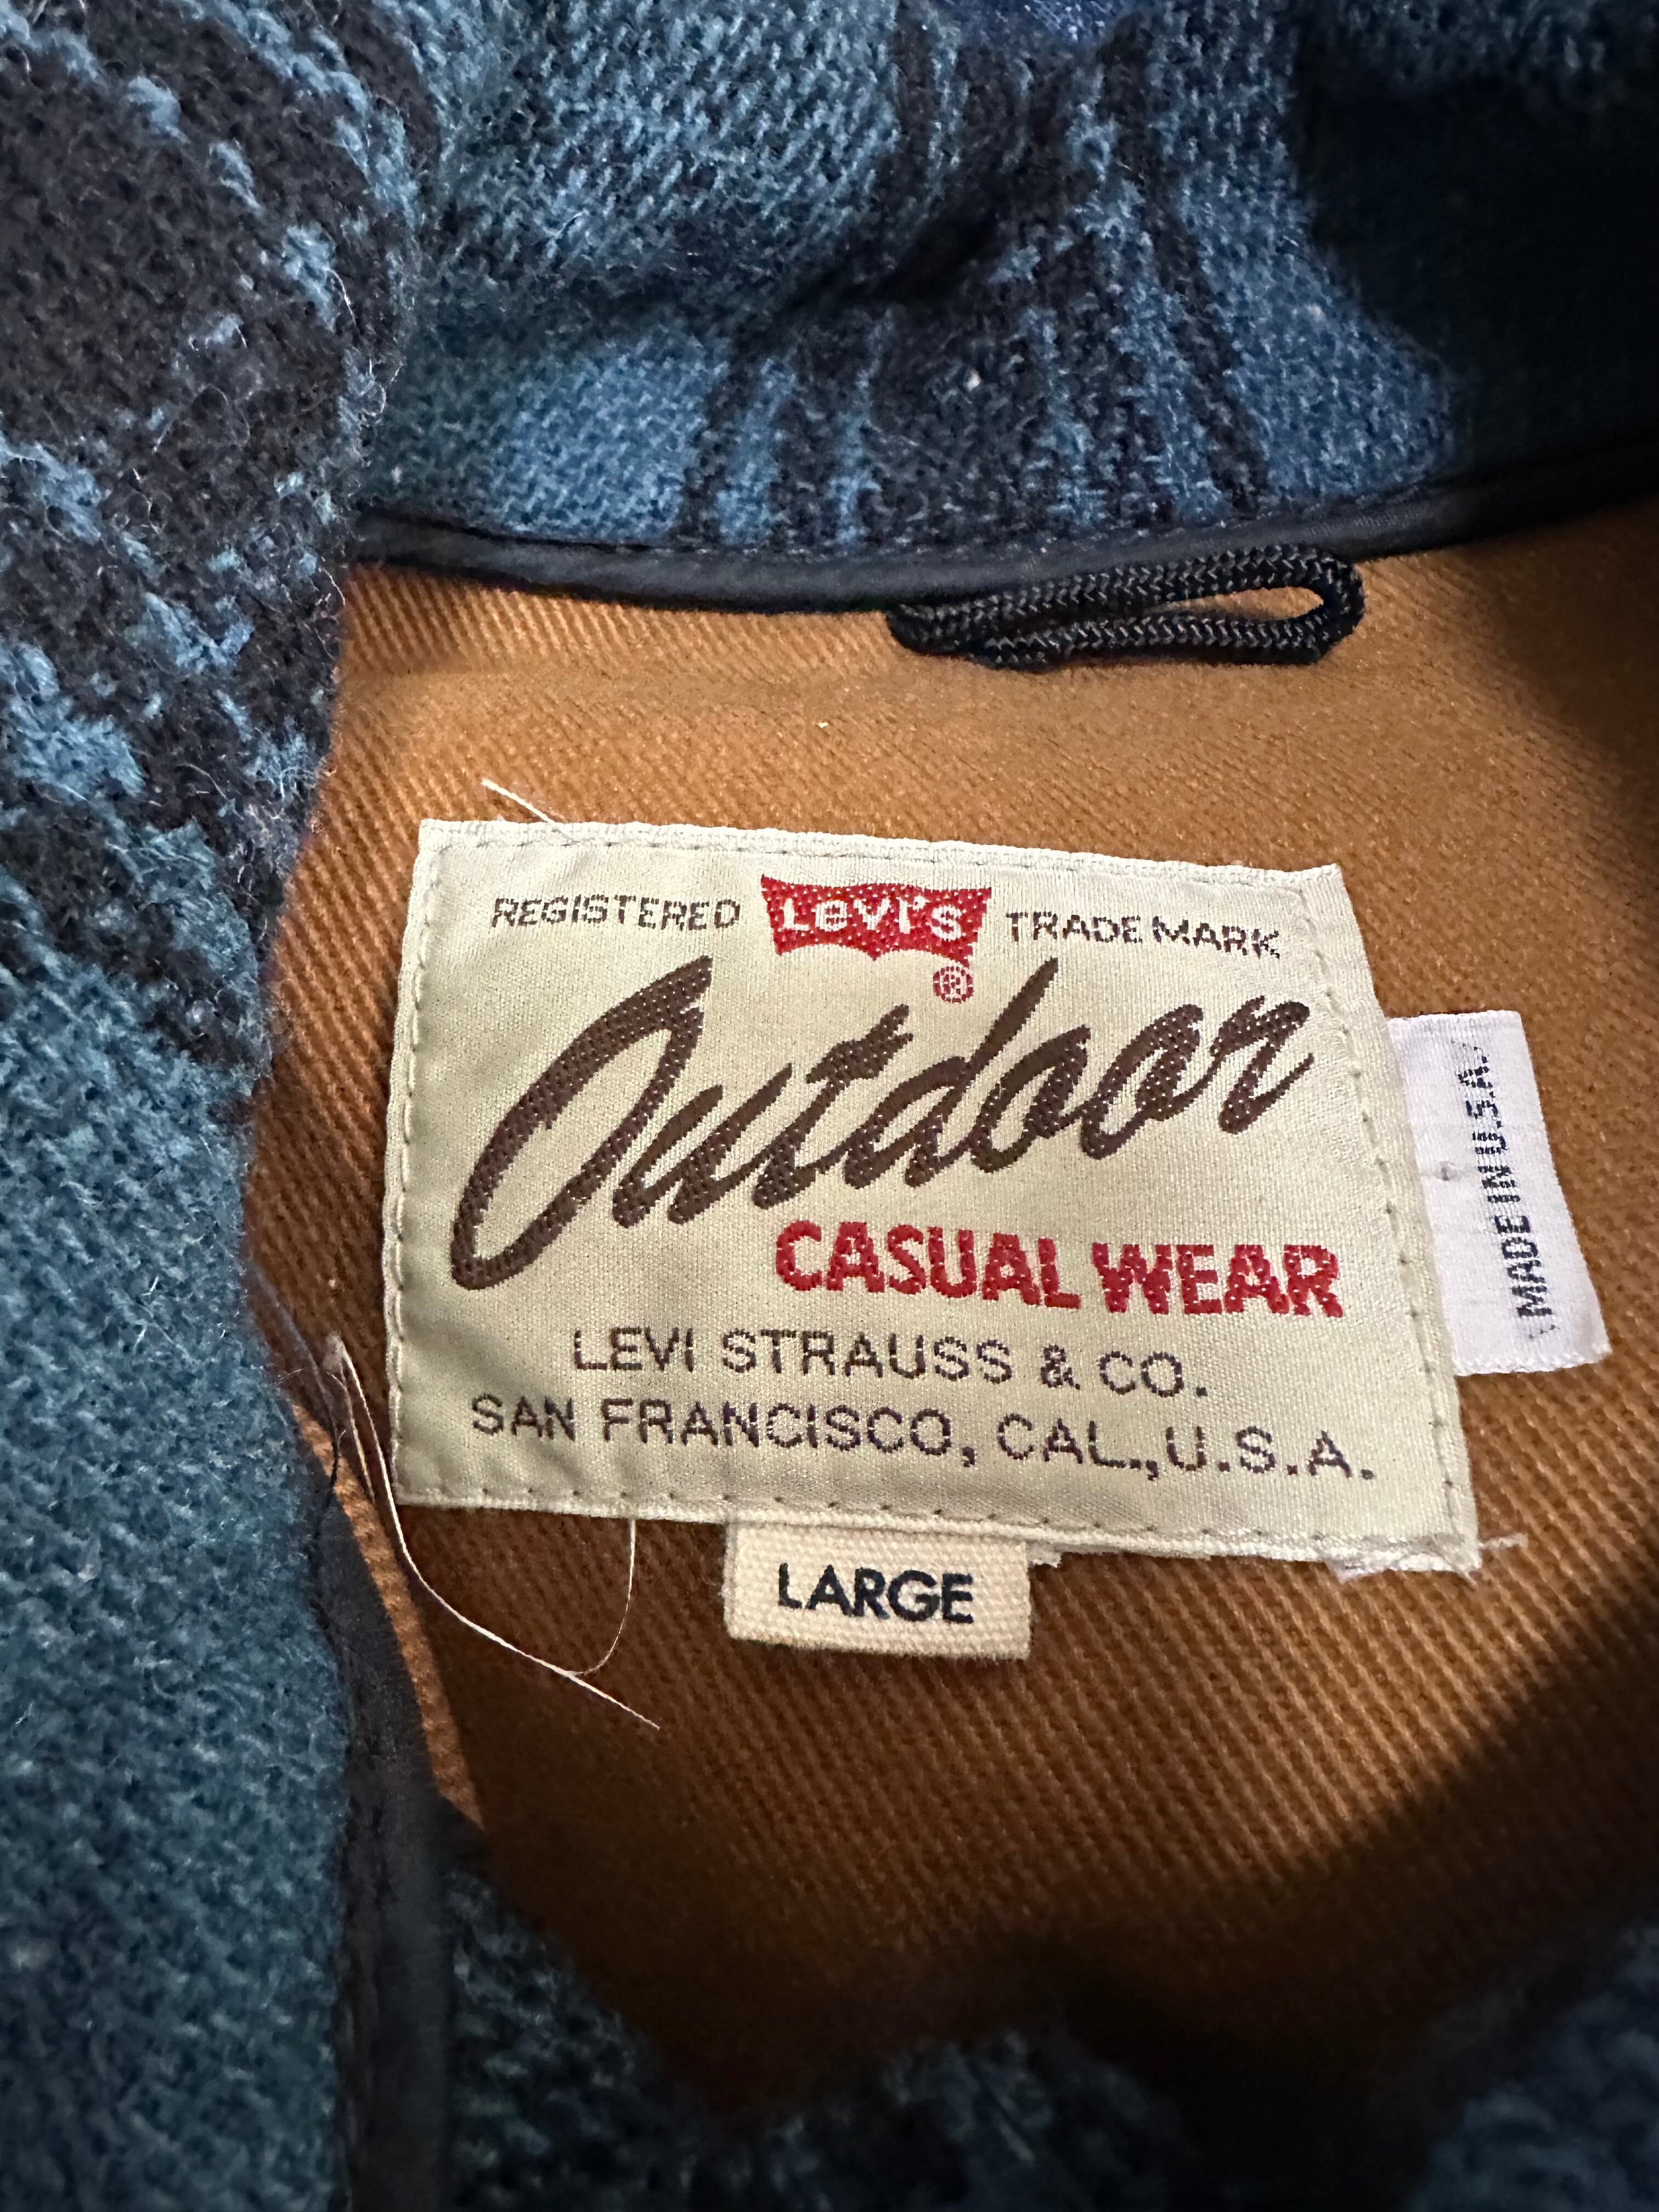 REGISTERED Levi's TRADE MARK
®
Outdoor
CASUAL WEAR
LEVI STRAUSS & CO.
SAN FRANCISCO, CAL., U.S.A.
LARGE
MADE IN U.S.A.